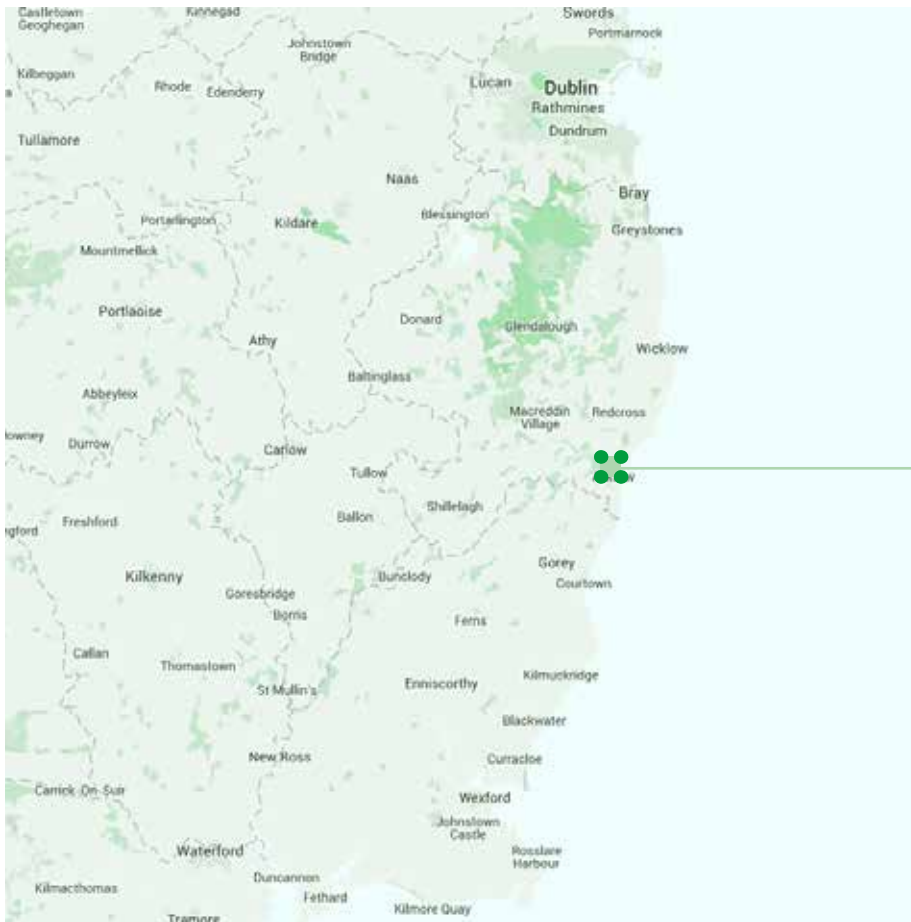 Castletown
Geoghegan
Kinnegad
Swords
Portmarnock
Johnstown
Bridge
Kilbeggan
Rhode
Edenderry
Lucan
Dublin
Rathmines
Dundrum
Tullamore
Naas
Bray
Blessington
Portarlington
Kildare
Greystones
Mountmellick
Portlaoise
Donard
Glendalough
Athy
Wicklow
Baltinglass
Abbeyleix
Macreddin
Village
Redcross
owney
Durrow
Carlow
Tullow
Shillelagh
Ballon
Freshford
gford
Gorey
Kilkenny
Bunclody
Courtown
Goresbridge
Borris
Ferns
Callan
Thomastown
St Mullin's
Enniscorthy
Kilmuckridge
Blackwater
New Ross
Curracloe
Carrick-On-Suir
Wexford
Johnstown
Castle
Waterford
Rosslare
Harbour
Duncannon
Kilmacthomas
Fethard
Kilmore Quay
Tramore